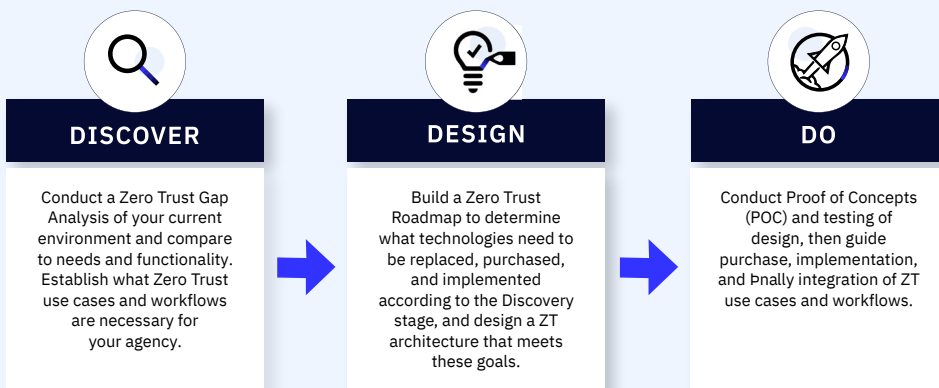 DISCOVER
Conduct a Zero Trust Gap
Analysis of your current
environment and compare
to needs and functionality.
Establish what Zero Trust
use cases and workflows
are necessary for
your agency.
DESIGN
Build a Zero Trust
Roadmap to determine
what technologies need to
be replaced, purchased,
and implemented
according to the Discovery
stage, and design a ZT
architecture that meets
these goals.
DO
Conduct Proof of Concepts
(POC) and testing of
design, then guide
purchase, implementation,
and Þnally integration of ZT
use cases and workflows.